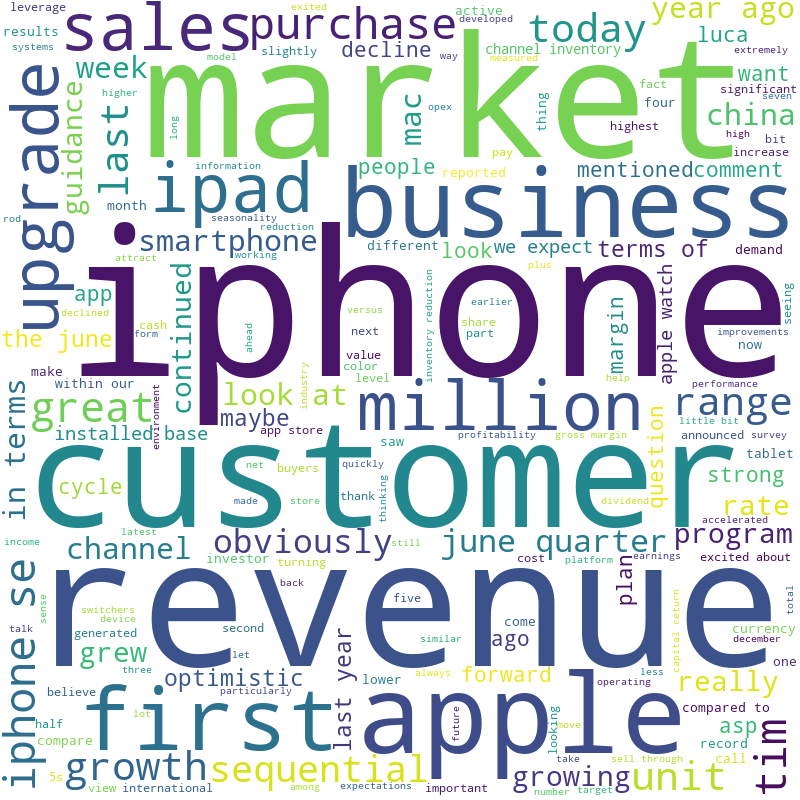 leverage
results
systems
sales
exited
purchase
active
developed
year ago
today
luca
slightly
decline
channel inventory
way
measured
extremely
model
week
higher
market
upgrade
guidance
last
long
mac
opex
thing
fact
four
want
significant
seven
china
highest
high
bit
increase
pay
people
mentioned
comment
reported
information
ipad
business
month
rod
seasonality
reduction
smartphone
working
different
look
we expect
terms of
demand
seeing
attract
plus
iphone
continued
app
declined
form
cash
the june
ahead
versus
next
value
color
level
earlier
share
part
inventory reduction
margin
apple watch
improvements
now
make
within our
environment
industry
help
performance
great
look at
million
range
maybe
little bit
installed base
app store
saw
profitability
gross margin
question
announced
survey
in terms
customer
net
buyers
quickly
tablet
strong
cycle
made
store
thank
thinking
dividend
rate
accelerated
latest
still
obviously
june quarter
program
income
channel
investor
turning
cost
platform
earnings
excited about
iphone se
sense
revenue
back
plan
switchers
device
five
total
talk
generated
second
come
ago
currency
december
grew
three
let
similar
capital return
one
optimistic
last year
forward
less
really
believe
particularly
lower
always
operating
half
lot
first
apple
future
looking
move
compared to
asp
record
tim
compare
5s
growth
sequential
take
sell through
call
growing
unit
view
international
among
expectations
important
number
target